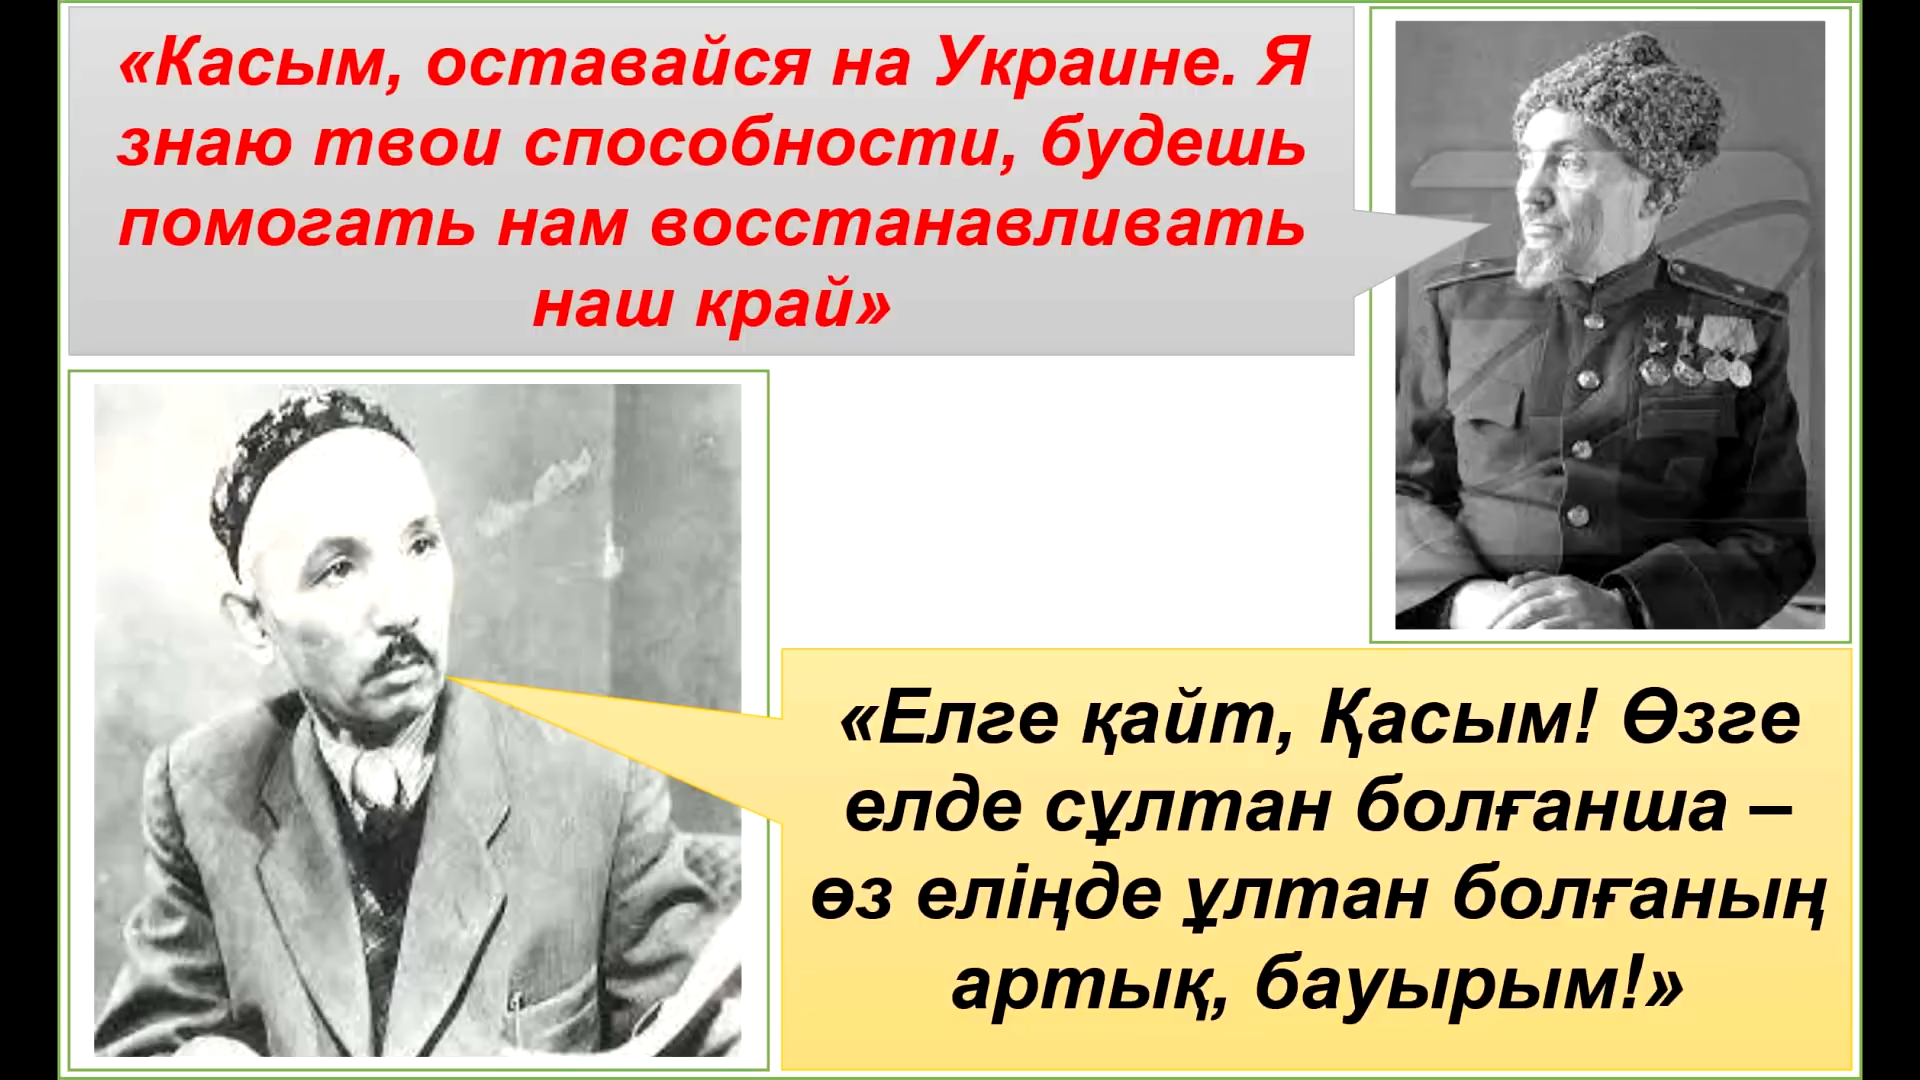 «Касым, оставайся на Украине. Я
знаю твои способности, будешь
помогать нам восстанавливать
наш край»
«Елге қайт, Қасым! Өзге
елде сұлтан болғанша –
өз еліңде ұлтан болғаның
артық, бауырым!»